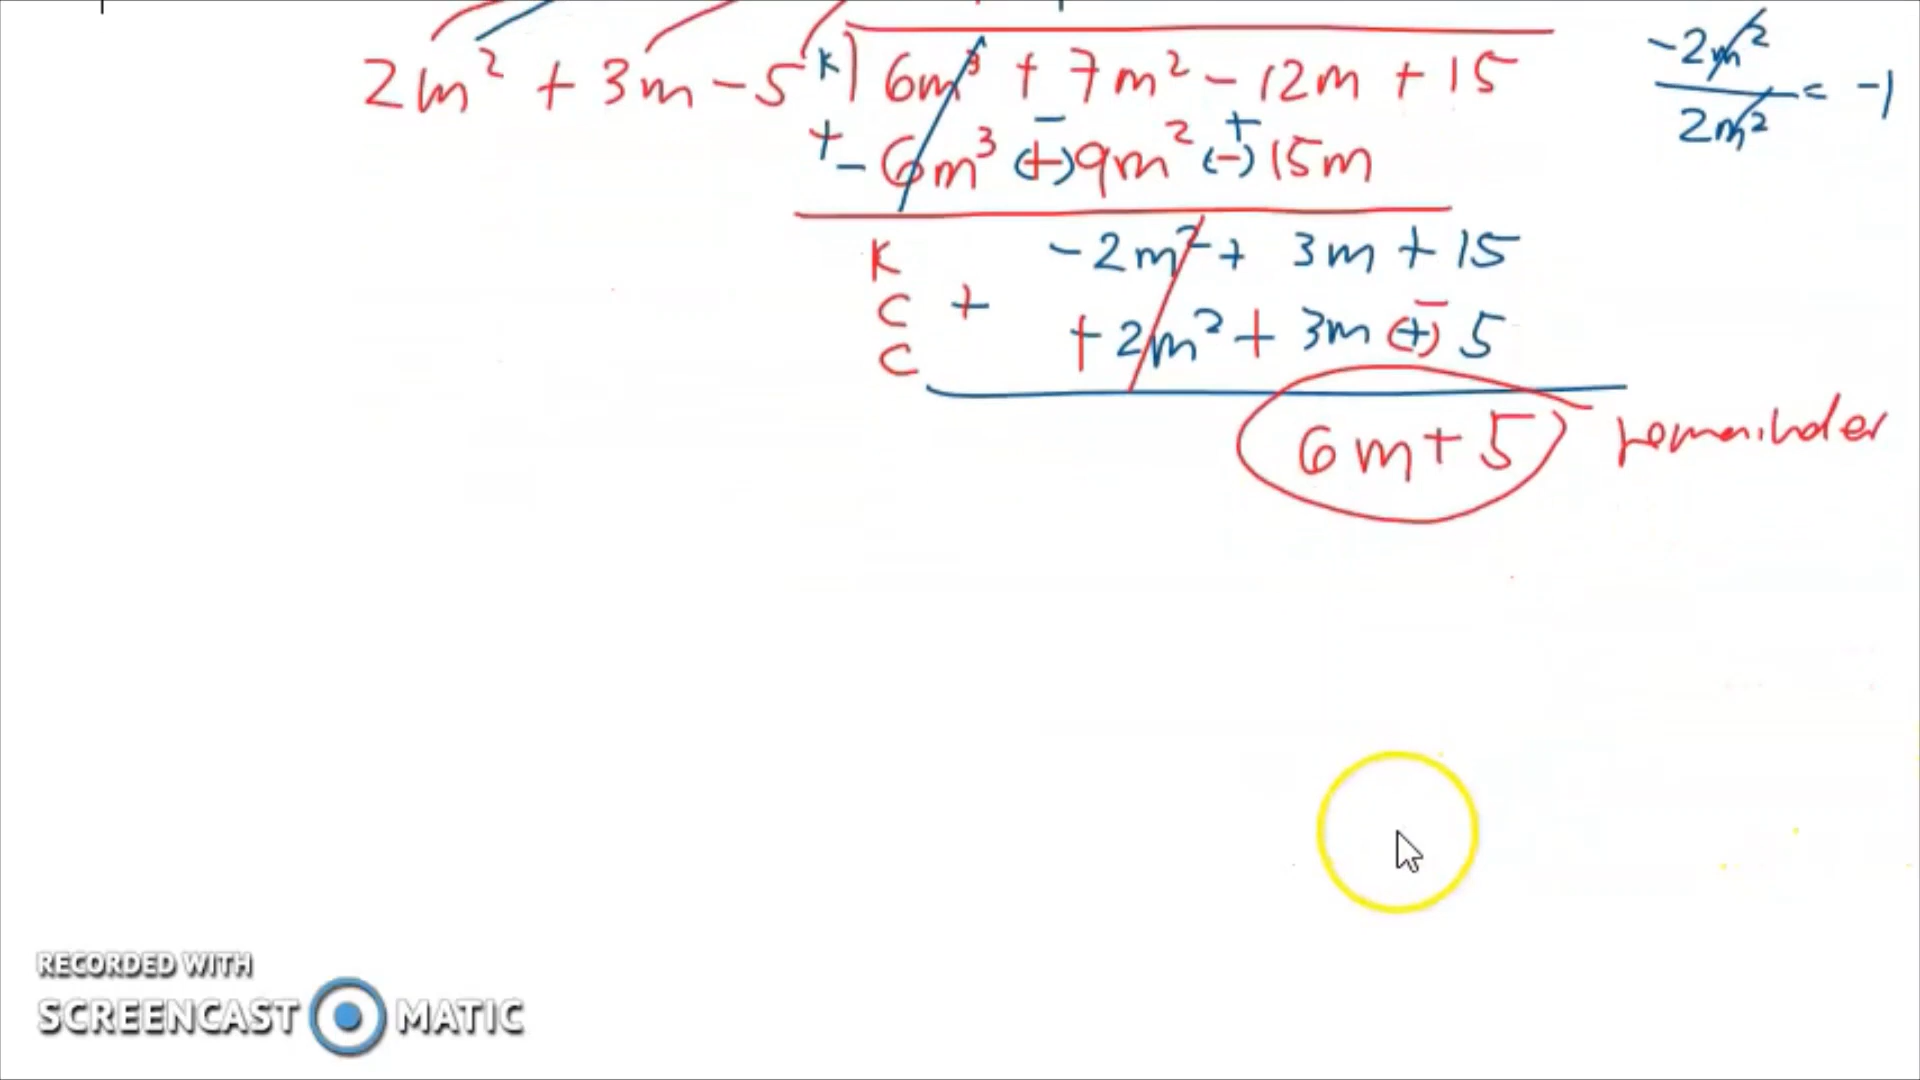 2m² + 3m - 5 K) 6m³ + 7m² - 12m + 15
-2m²/2m² = -1
- +
+ - 6m³ (+) 9m² (-) 15m
K -2m² + 3m + 15
C + -
C + 2m² + 3m (+) 5
6m + 5 remainder
RECORDED WITH
SCREENCAST MATIC